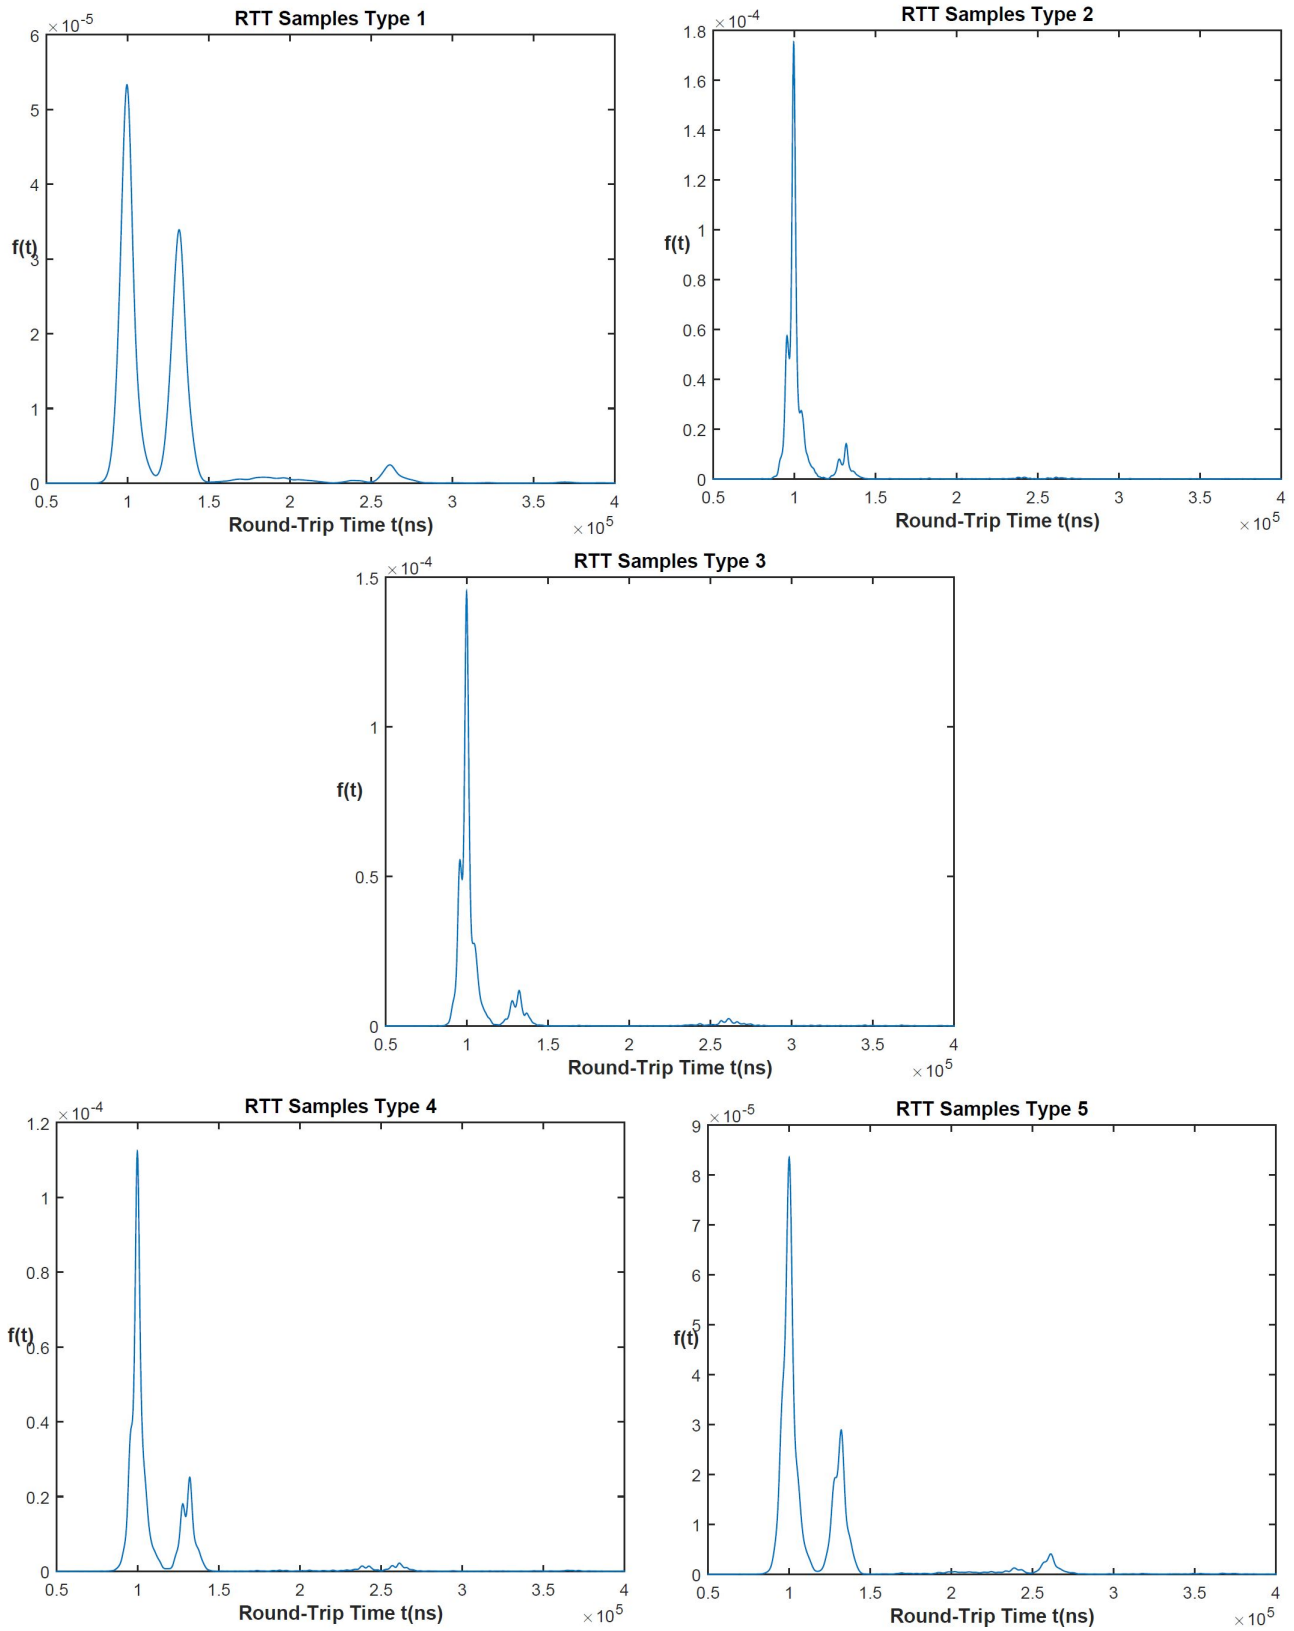 RTT Samples Type 1
×10^-5
6
5
4
f(t)
3
2
1
0
0.5 1 1.5 2 2.5 3 3.5 4
Round-Trip Time t(ns)
×10^5
RTT Samples Type 2
×10^-4
1.8
1.6
1.4
1.2
1
f(t)
0.8
0.6
0.4
0.2
0
0.5 1 1.5 2 2.5 3 3.5 4
Round-Trip Time t(ns)
×10^5
RTT Samples Type 3
×10^-4
1.5
1
f(t)
0.5
0
0.5 1 1.5 2 2.5 3 3.5 4
Round-Trip Time t(ns)
×10^5
RTT Samples Type 4
×10^-4
1.2
1
0.8
f(t)
0.6
0.4
0.2
0
0.5 1 1.5 2 2.5 3 3.5 4
Round-Trip Time t(ns)
×10^5
RTT Samples Type 5
×10^-5
9
8
7
6
5
f(t)
4
3
2
1
0
0.5 1 1.5 2 2.5 3 3.5 4
Round-Trip Time t(ns)
×10^5